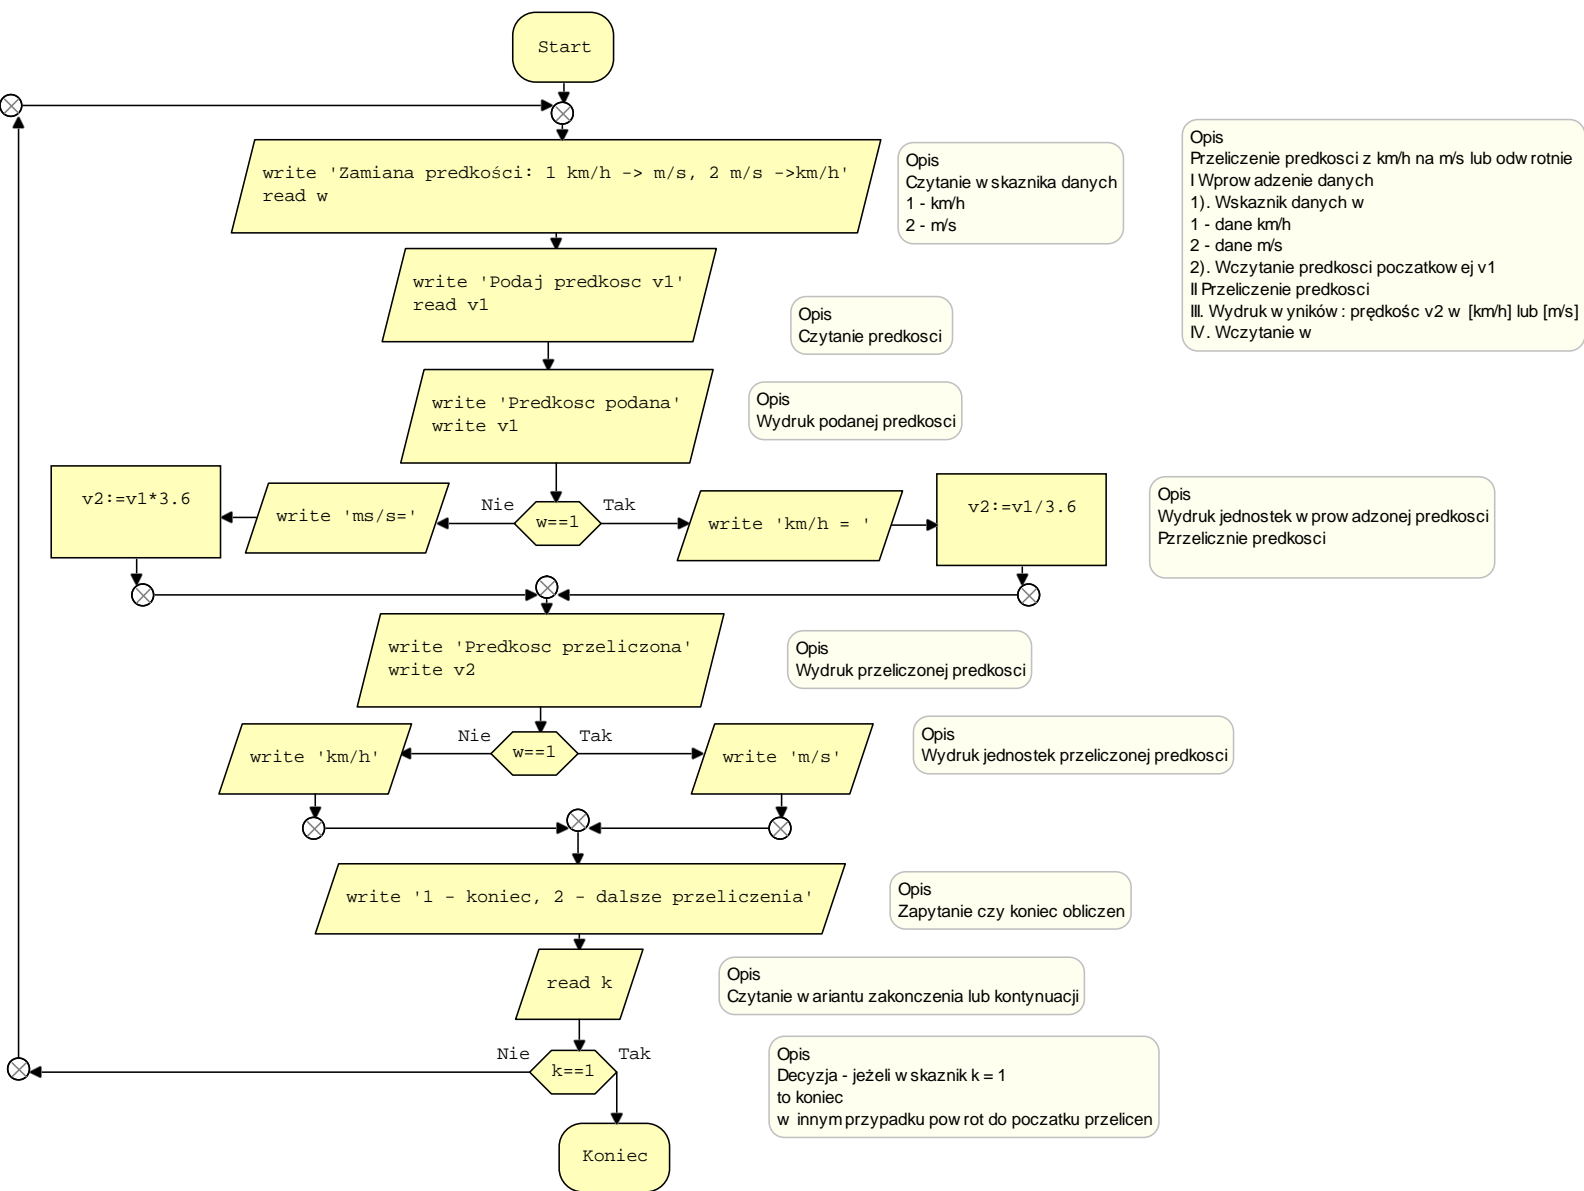 Start
write 'Zamiana predkości: 1 km/h -> m/s, 2 m/s ->km/h'
read w
Opis
Czytanie wskaznika danych
1 - km/h
2 - m/s
Opis
Przeliczenie predkosci z km/h na m/s lub odwrotnie
I Wprowadzenie danych
1). Wskaznik danych w
1 - dane km/h
2 - dane m/s
2). Wczytanie predkosci poczatkowej v1
II Przeliczenie predkosci
III. Wydruk wyników : prędkośc v2 w [km/h] lub [m/s]
IV. Wczytanie w
write 'Podaj predkosc v1'
read v1
Opis
Czytanie predkosci
write 'Predkosc podana'
write v1
Opis
Wydruk podanej predkosci
v2:=v1*3.6
write 'ms/s='
Nie
w==1
Tak
write 'km/h = '
v2:=v1/3.6
Opis
Wydruk jednostek wprowadzonej predkosci
Pzrzelicznie predkosci
write 'Predkosc przeliczona'
write v2
Opis
Wydruk przeliczonej predkosci
write 'km/h'
Nie
w==1
Tak
write 'm/s'
Opis
Wydruk jednostek przeliczonej predkosci
write '1 - koniec, 2 - dalsze przeliczenia'
Opis
Zapytanie czy koniec obliczen
read k
Opis
Czytanie wariantu zakonczenia lub kontynuacji
Nie
k==1
Tak
Opis
Decyzja - jeżeli wskaznik k = 1
to koniec
w innym przypadku powrot do poczatku przelicen
Koniec